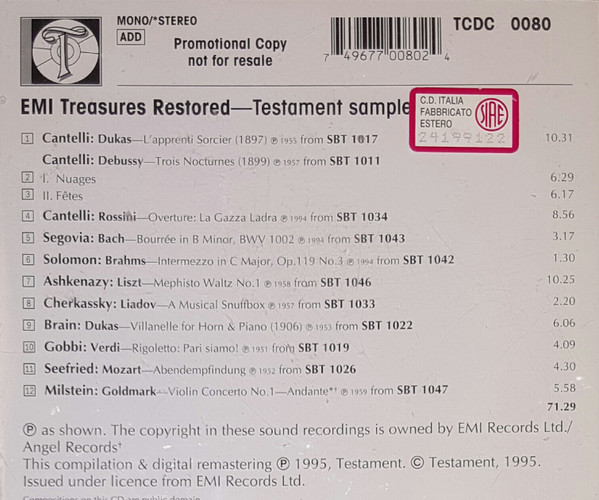 MONO/*STEREO
ADD
Promotional Copy
not for resale
7 49677 00802 4
TCDC 0080
EMI Treasures Restored—Testament sample
C.D. ITALIA
FABBRICATO
ESTERO
SIAE
24199122
1 Cantelli: Dukas—L'apprenti Sorcier (1897) ℗ 1955 from SBT 1017 10.31
Cantelli: Debussy—Trois Nocturnes (1899) ℗ 1957 from SBT 1011
2 I. Nuages 6.29
3 II. Fêtes 6.17
4 Cantelli: Rossini—Overture: La Gazza Ladra ℗ 1994 from SBT 1034 8.56
5 Segovia: Bach—Bourrée in B Minor, BWV 1002 ℗ 1994 from SBT 1043 3.17
6 Solomon: Brahms—Intermezzo in C Major, Op.119 No.3 ℗ 1994 from SBT 1042 1.30
7 Ashkenazy: Liszt—Mephisto Waltz No.1 ℗ 1958 from SBT 1046 10.25
8 Cherkassky: Liadov—A Musical Snuffbox ℗ 1957 from SBT 1033 2.20
9 Brain: Dukas—Villanelle for Horn & Piano (1906) ℗ 1953 from SBT 1022 6.06
10 Gobbi: Verdi—Rigoletto: Pari siamo! ℗ 1951 from SBT 1019 4.09
11 Seefried: Mozart—Abendempfindung ℗ 1952 from SBT 1026 4.30
12 Milstein: Goldmark—Violin Concerto No.1—Andante*† ℗ 1959 from SBT 1047 5.58
71.29
℗ as shown. The copyright in these sound recordings is owned by EMI Records Ltd./
Angel Records†
This compilation & digital remastering ℗ 1995, Testament. © Testament, 1995.
Issued under licence from EMI Records Ltd.
Compositions on this CD are public domain